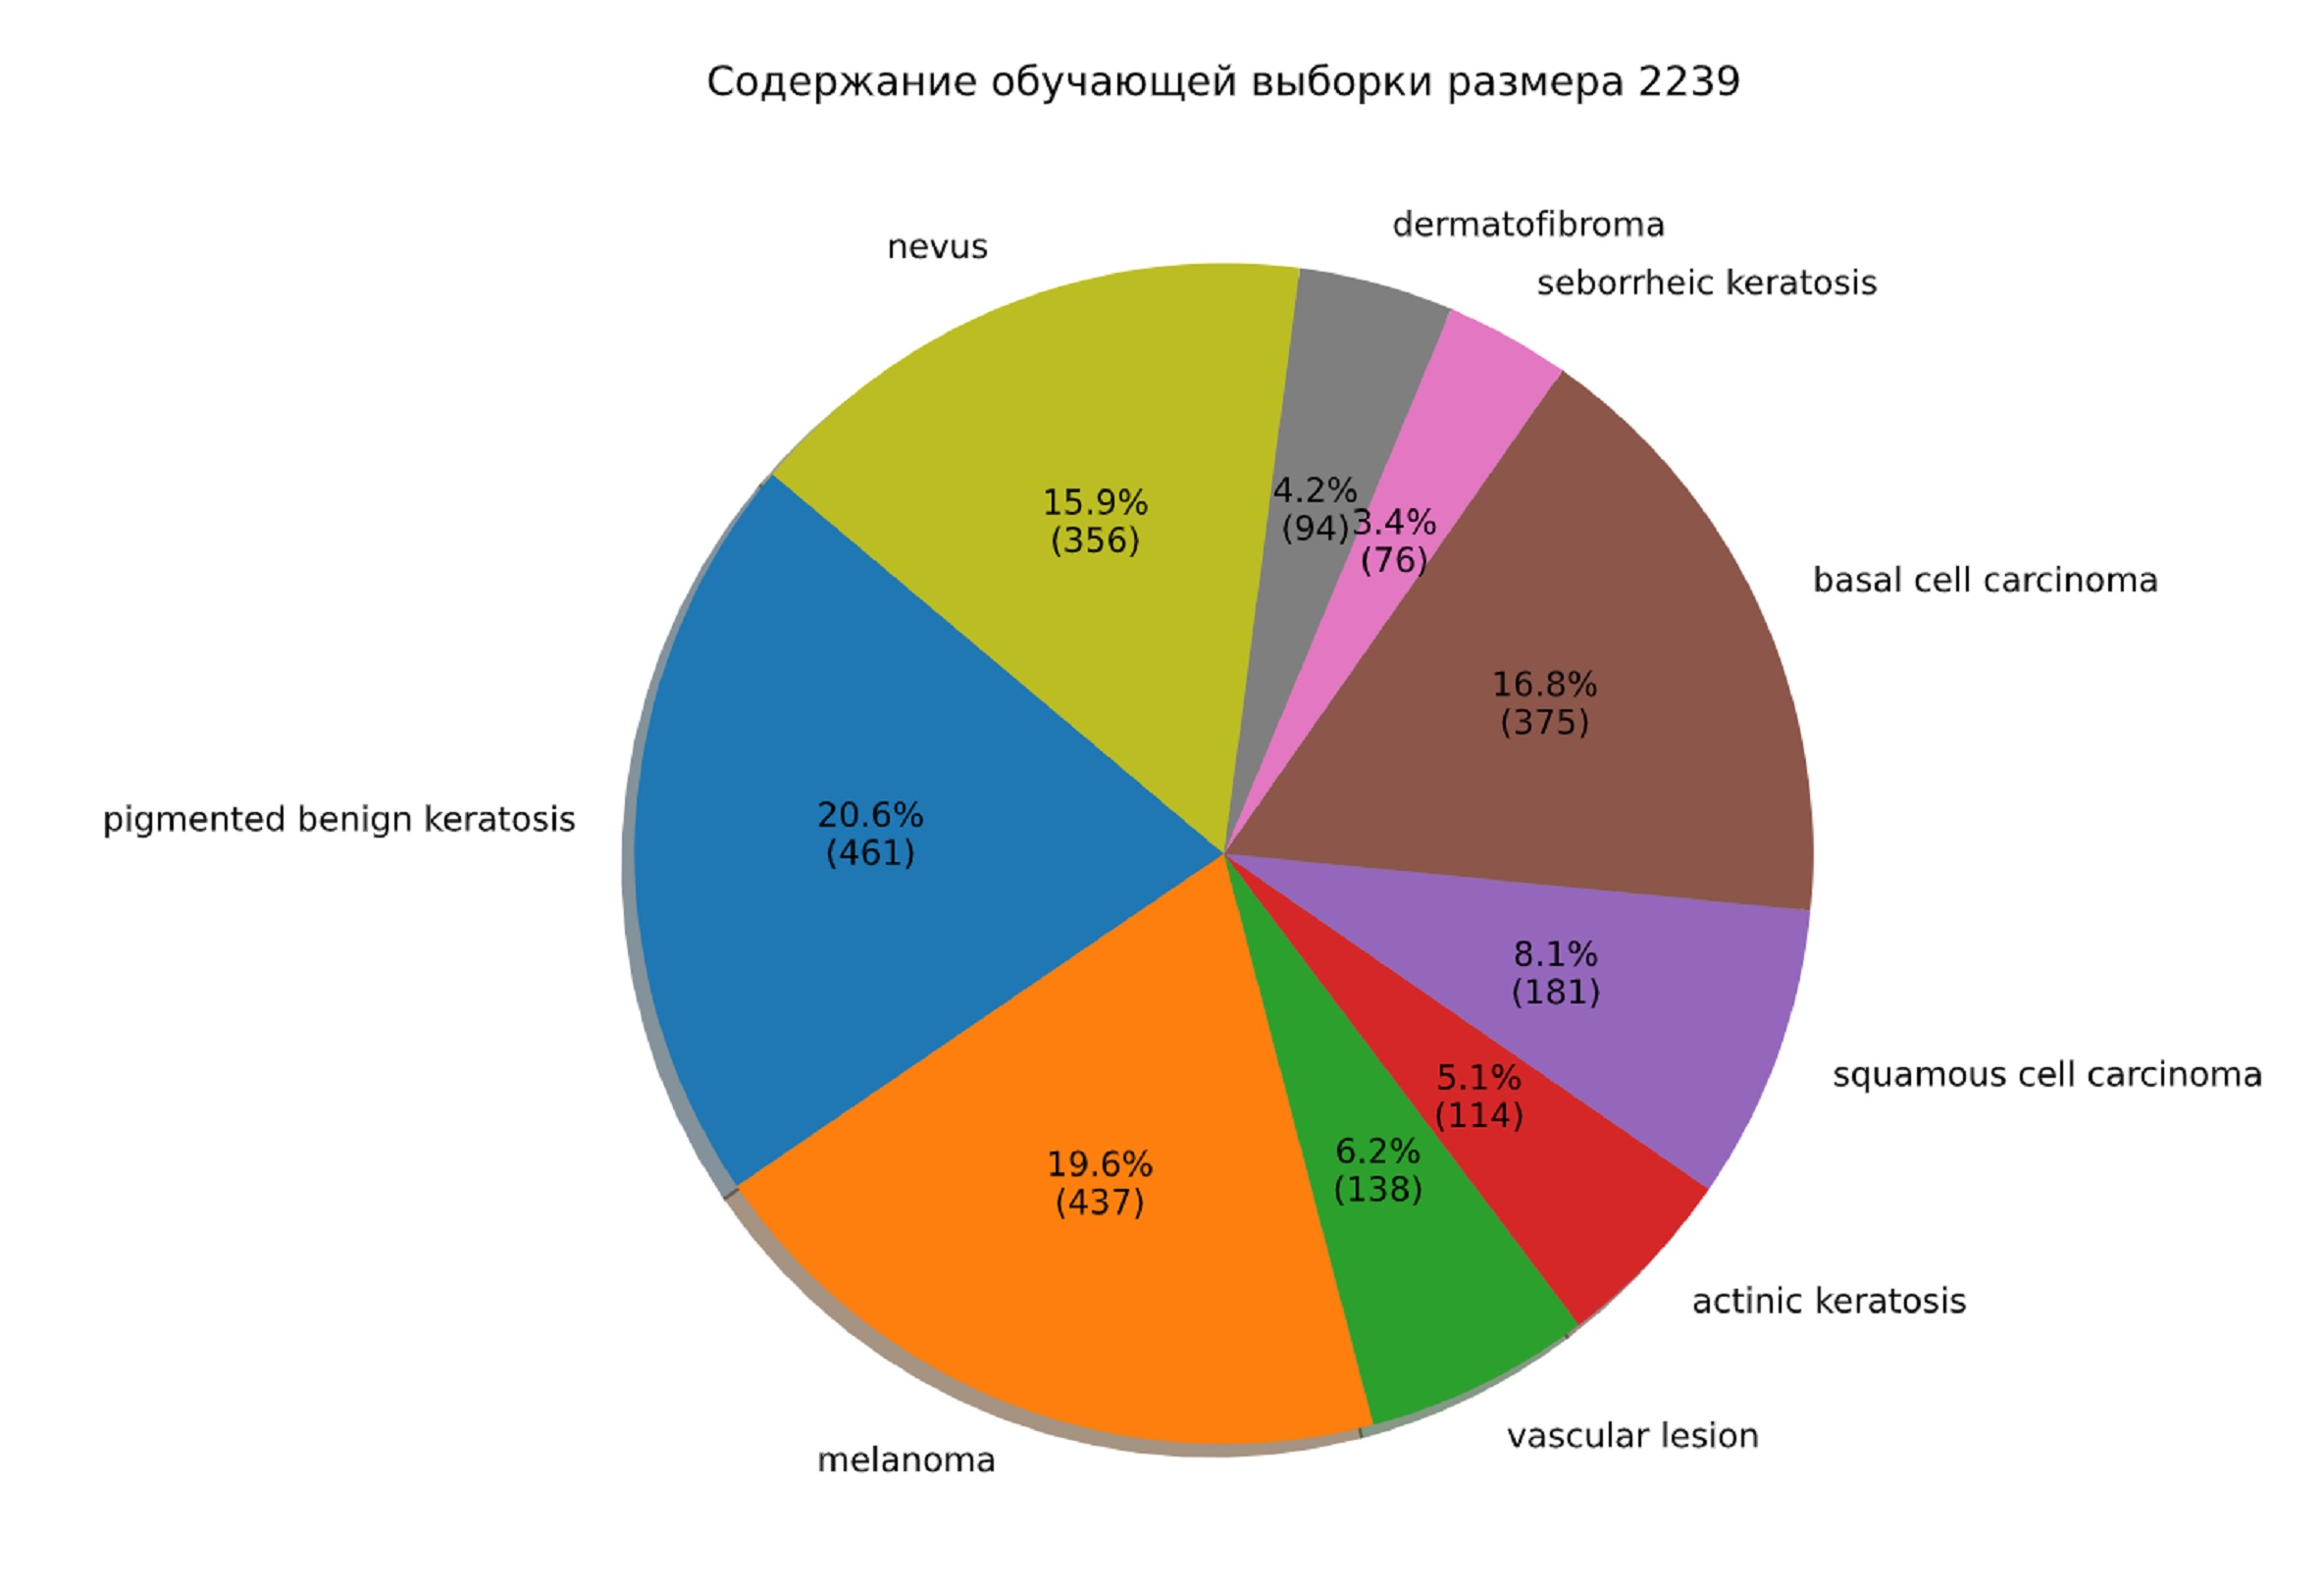 Содержание обучающей выборки размера 2239
dermatofibroma
nevus
seborrheic keratosis
4.2%
(94)
15.9%
(356)
3.4%
(76)
basal cell carcinoma
16.8%
(375)
pigmented benign keratosis
20.6%
(461)
8.1%
(181)
squamous cell carcinoma
5.1%
(114)
6.2%
(138)
19.6%
(437)
actinic keratosis
vascular lesion
melanoma